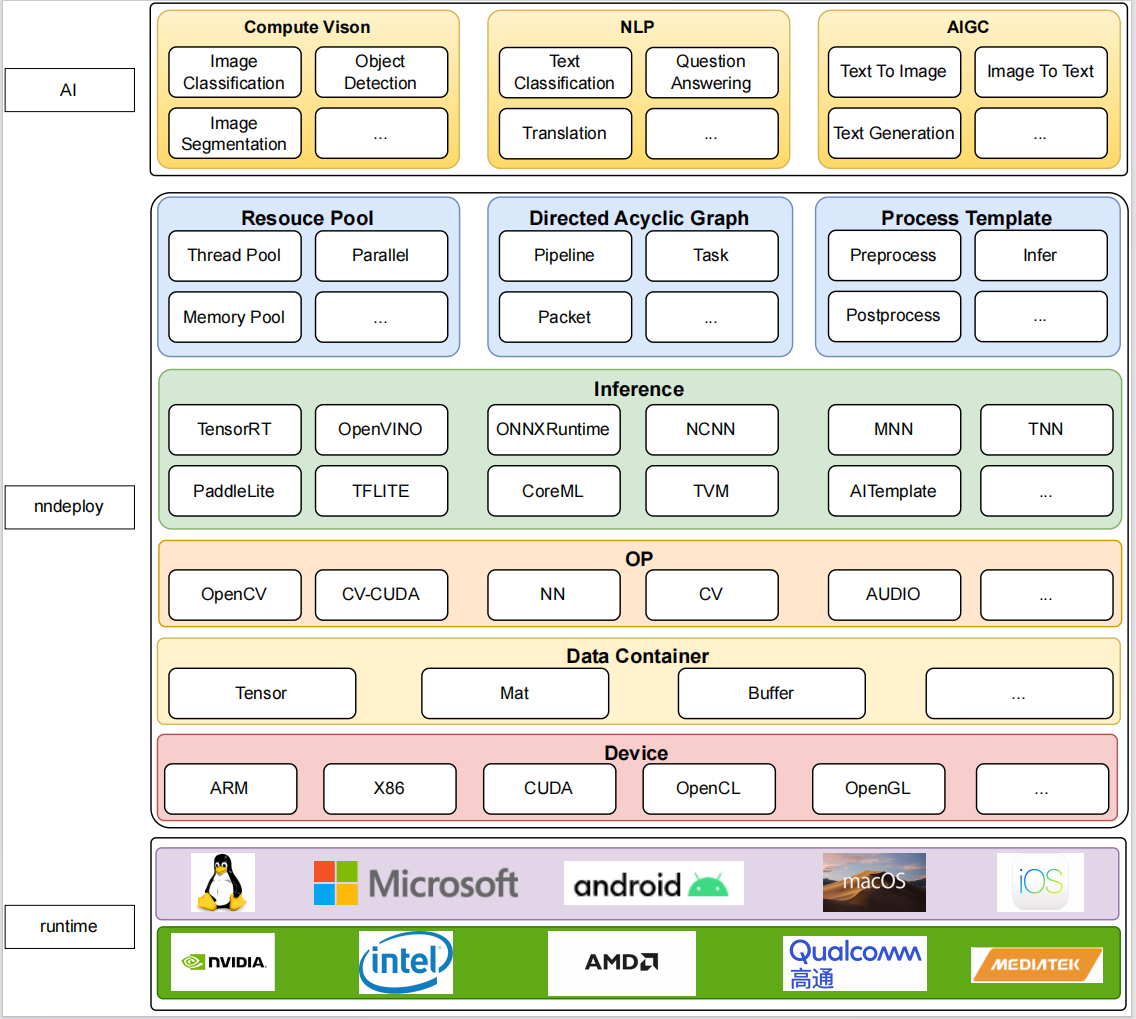 AI
Compute Vison
Image
Classification
Object
Detection
Image
Segmentation
...
NLP
Text
Classification
Question
Answering
Translation
...
AIGC
Text To Image
Image To Text
Text Generation
...
nndeploy
Resouce Pool
Thread Pool
Parallel
Memory Pool
...
Directed Acyclic Graph
Pipeline
Task
Packet
...
Process Template
Preprocess
Infer
Postprocess
...
Inference
TensorRT
OpenVINO
ONNXRuntime
NCNN
MNN
TNN
PaddleLite
TFLITE
CoreML
TVM
AITemplate
...
OP
OpenCV
CV-CUDA
NN
CV
AUDIO
...
Data Container
Tensor
Mat
Buffer
...
Device
ARM
X86
CUDA
OpenCL
OpenGL
...
runtime
Microsoft
android
macOS
iOS
NVIDIA.
intel
AMD
Qualcomm
高通
MEDIATEK